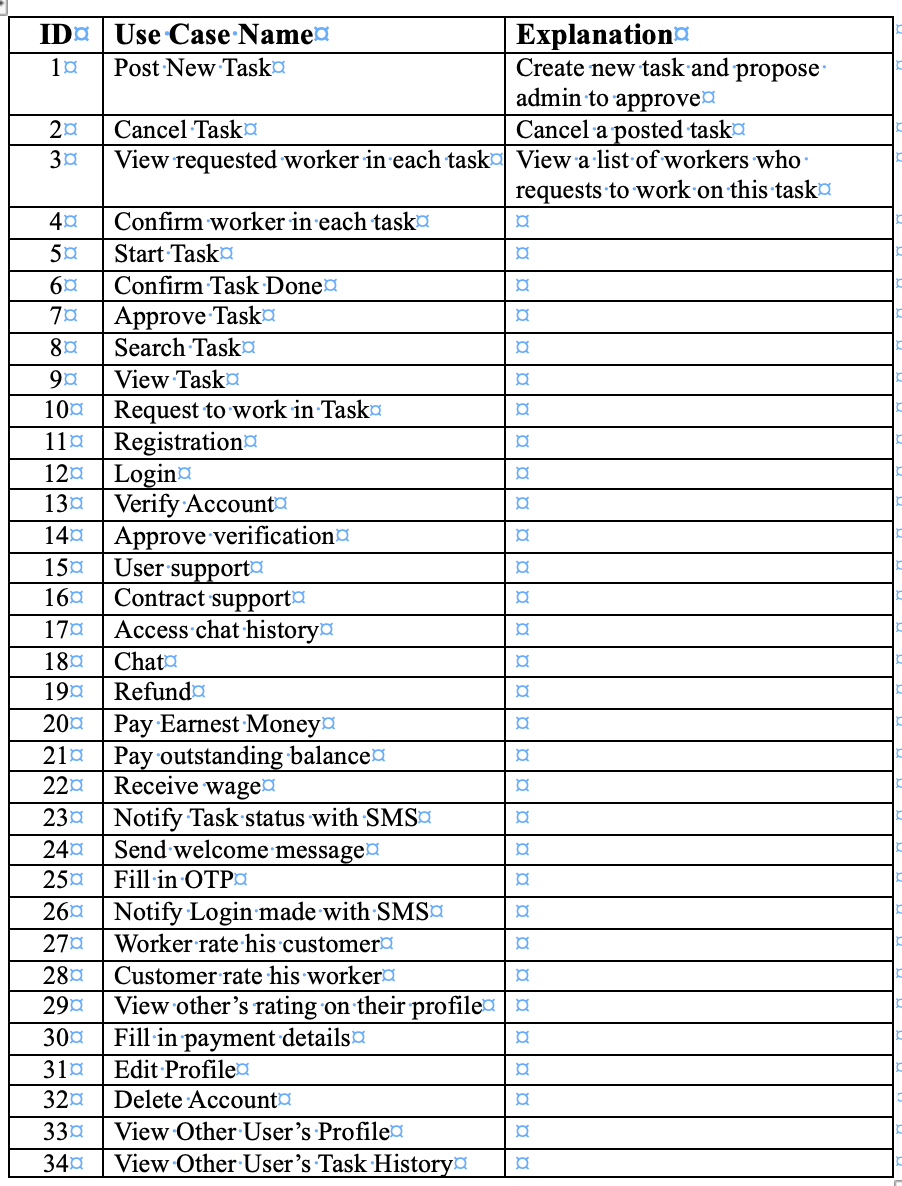 ID Use Case Name Explanation
1 Post New Task Create new task and propose
admin to approve
2 Cancel Task Cancel a posted task
3 View requested worker in each task View a list of workers who
requests to work on this task
4 Confirm worker in each task
5 Start Task
6 Confirm Task Done
7 Approve Task
8 Search Task
9 View Task
10 Request to work in Task
11 Registration
12 Login
13 Verify Account
14 Approve verification
15 User support
16 Contract support
17 Access chat history
18 Chat
19 Refund
20 Pay Earnest Money
21 Pay outstanding balance
22 Receive wage
23 Notify Task status with SMS
24 Send welcome message
25 Fill in OTP
26 Notify Login made with SMS
27 Worker rate his customer
28 Customer rate his worker
29 View other’s rating on their profile
30 Fill in payment details
31 Edit Profile
32 Delete Account
33 View Other User’s Profile
34 View Other User’s Task History